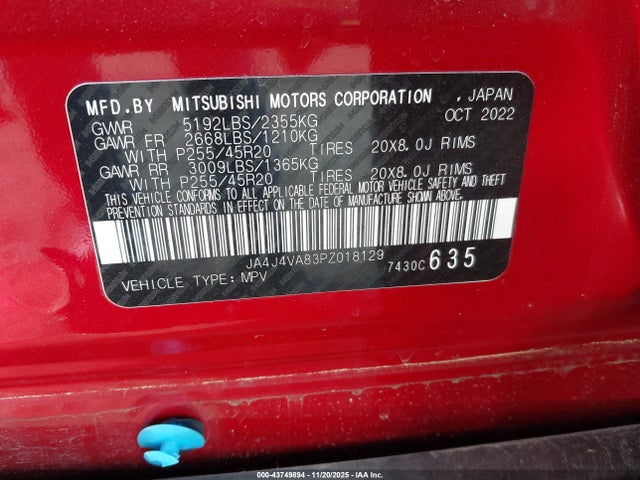 MFD.BY MITSUBISHI MOTORS CORPORATION , JAPAN
GWWR 5192LBS/2355KG OCT 2022
GAWR FR 2668LBS/1210KG
WITH P255/45R20 TIRES 20X8.0J RIMS
GAWR RR 3009LBS/1365KG
WITH P255/45R20 TIRES 20X8.0J RIMS
THIS VEHICLE CONFORMS TO ALL APPLICABLE FEDERAL MOTOR VEHICLE SAFETY AND THEFT
PREVENTION STANDARDS IN EFFECT ON THE DATE OF MANUFACTURE SHOWN ABOVE.
JA4J4VA83PZ018129
7430C 635
VEHICLE TYPE: MPV
000-43749894 - 11/20/2025 - IAA Inc.